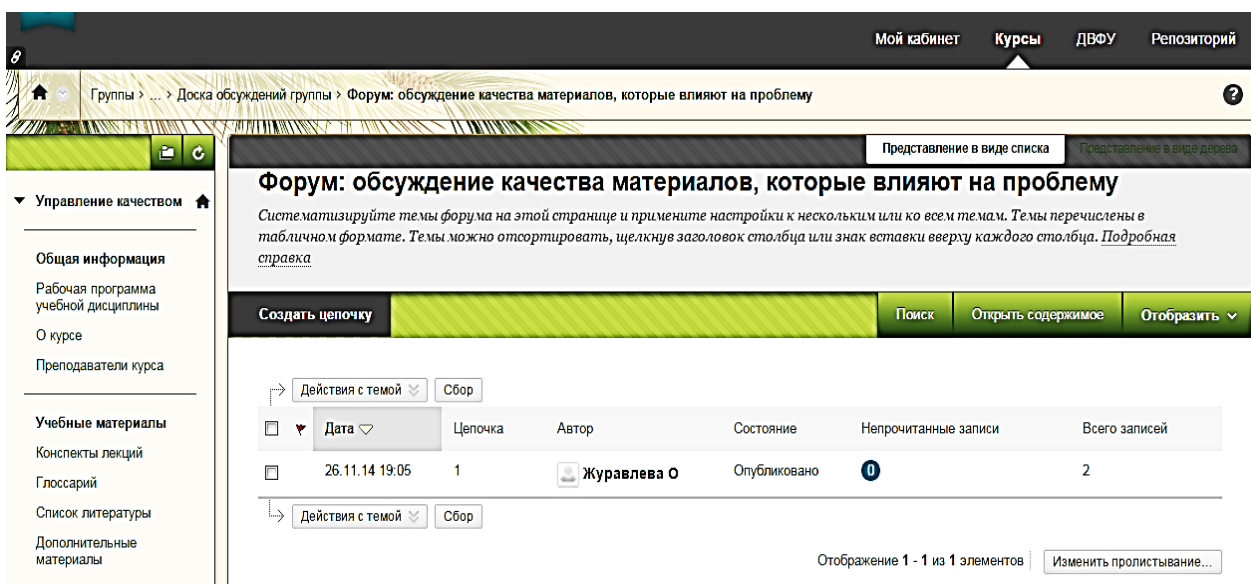 Мой кабинет Курсы ДВФУ Репозиторий
Группы > ... > Доска обсуждений группы > Форум: обсуждение качества материалов, которые влияют на проблему
Представление в виде списка Представление в виде дерева
Управление качеством
Общая информация
Рабочая программа
учебной дисциплины
О курсе
Преподаватели курса
Учебные материалы
Конспекты лекций
Глоссарий
Список литературы
Дополнительные
материалы
Форум: обсуждение качества материалов, которые влияют на проблему
Систематизируйте темы форума на этой странице и примените настройки к нескольким или ко всем темам. Темы перечислены в
табличном формате. Темы можно отсортировать, щелкнув заголовок столбца или знак вставки вверху каждого столбца. Подробная
справка
Создать цепочку Поиск Открыть содержимое Отобразить
Действия с темой Сбор
Дата Цепочка Автор Состояние Непрочитанные записи Всего записей
26.11.14 19:05 1 Журавлева О Опубликовано 0 2
Действия с темой Сбор
Отображение 1 - 1 из 1 элементов Изменить пролистывание...